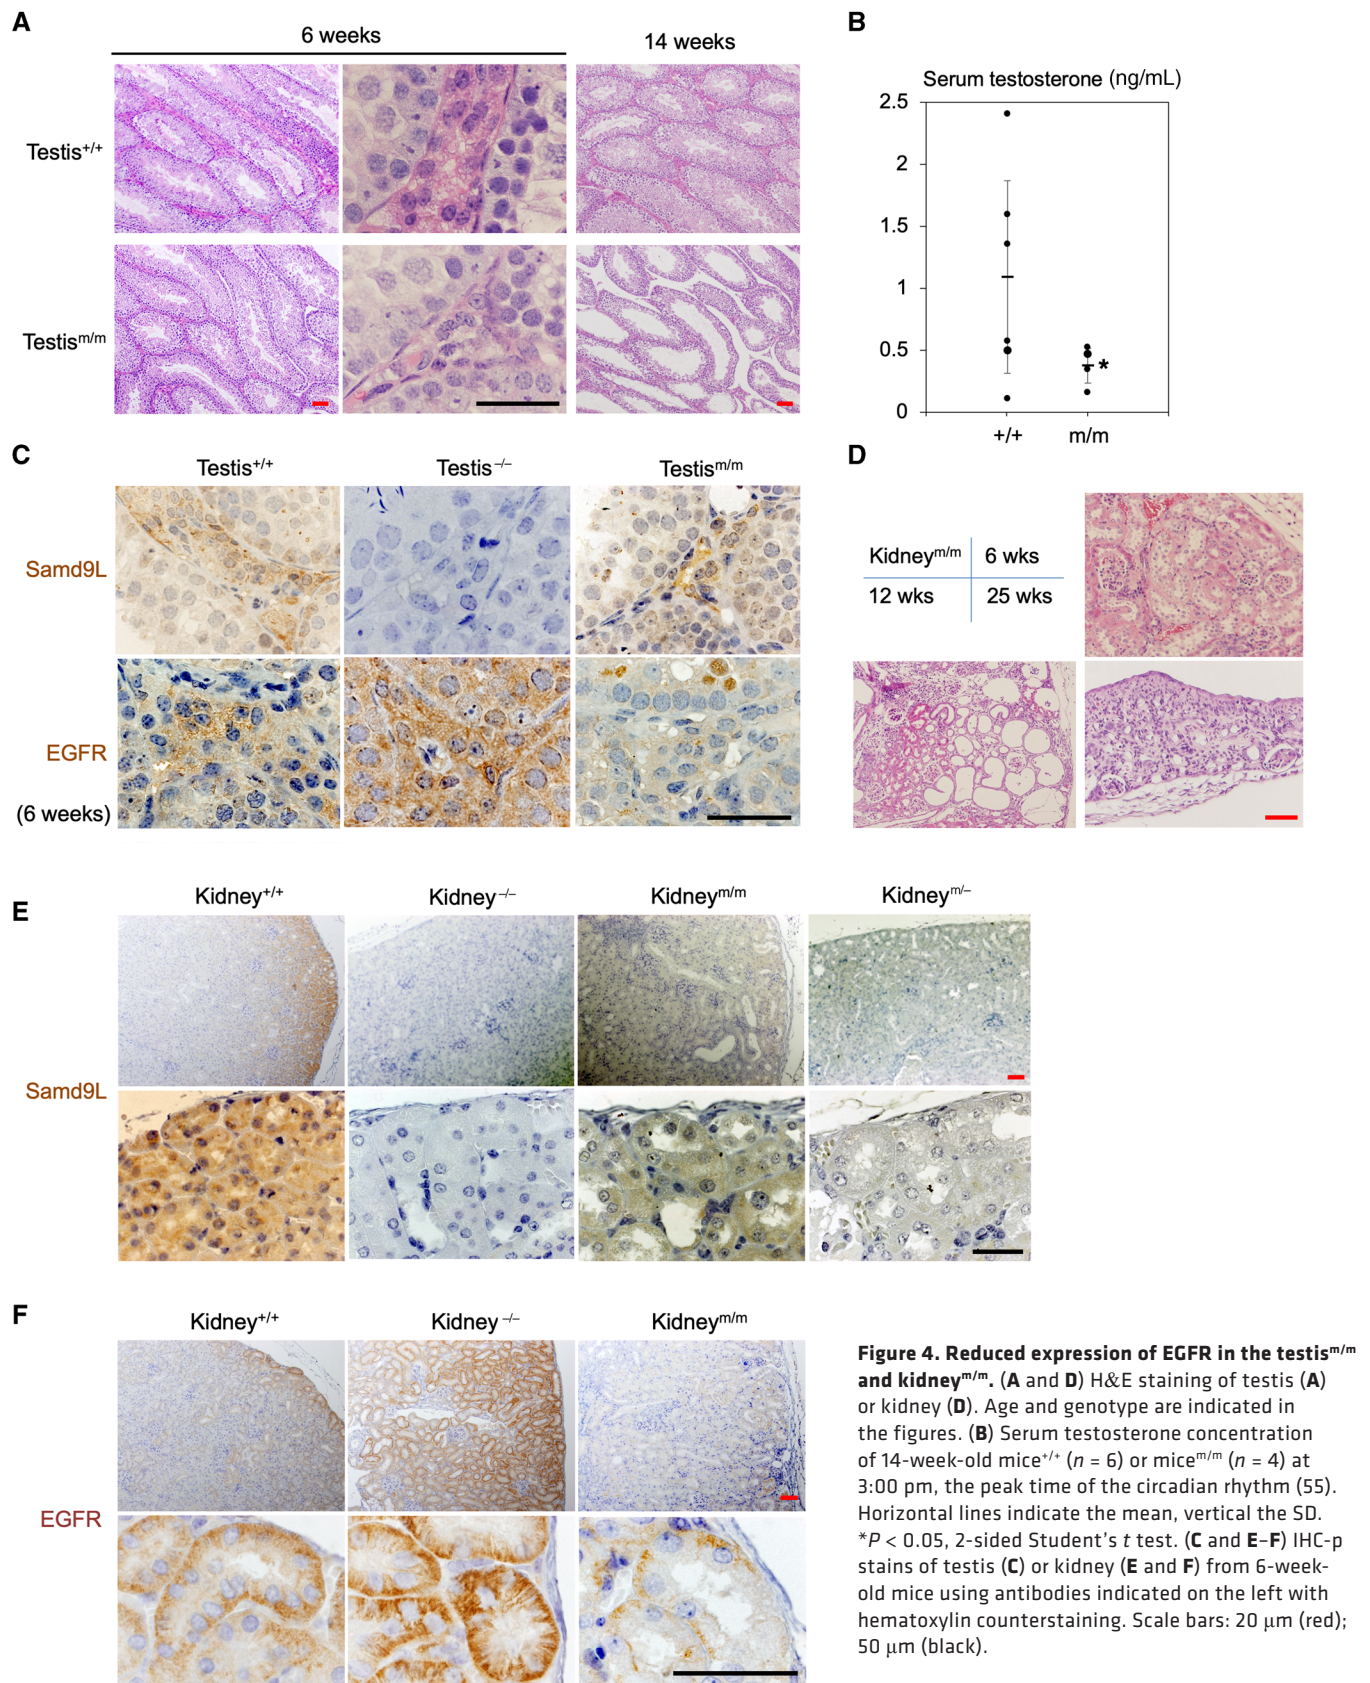 A
6 weeks
14 weeks
Testis+/+
Testism/m
B
Serum testosterone (ng/mL)
2.5
2
1.5
1
0.5
0
*
+/+ m/m
C
Testis+/+
Testis–/–
Testism/m
Samd9L
EGFR
(6 weeks)
D
Kidneym/m
6 wks
12 wks
25 wks
E
Kidney+/+
Kidney–/–
Kidneym/m
Kidneym/–
Samd9L
F
Kidney+/+
Kidney –/–
Kidneym/m
EGFR
Figure 4. Reduced expression of EGFR in the testism/m
and kidneym/m. (A and D) H&E staining of testis (A)
or kidney (D). Age and genotype are indicated in
the figures. (B) Serum testosterone concentration
of 14-week-old mice+/+ (n = 6) or micem/m (n = 4) at
3:00 pm, the peak time of the circadian rhythm (55).
Horizontal lines indicate the mean, vertical the SD.
*P < 0.05, 2-sided Student's t test. (C and E–F) IHC-p
stains of testis (C) or kidney (E and F) from 6-week-
old mice using antibodies indicated on the left with
hematoxylin counterstaining. Scale bars: 20 μm (red);
50 μm (black).